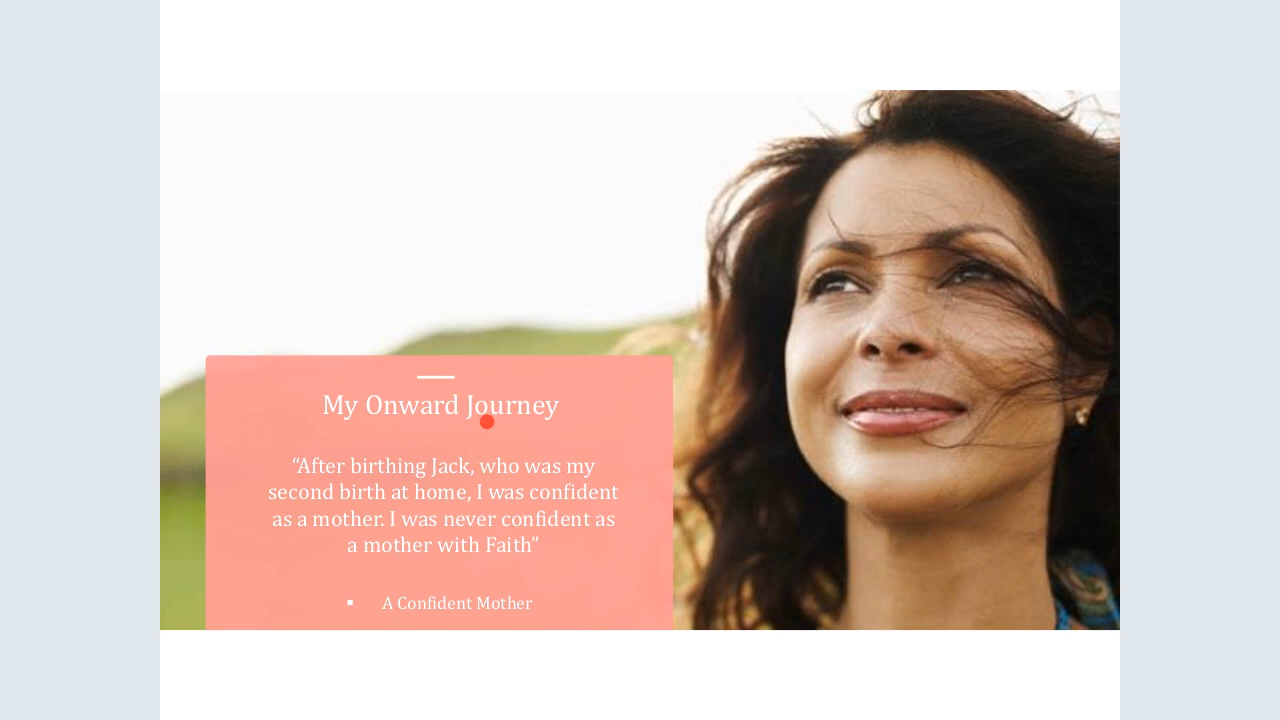 My Onward Journey
“After birthing Jack, who was my
second birth at home, I was confident
as a mother. I was never confident as
a mother with Faith”
▪ A Confident Mother